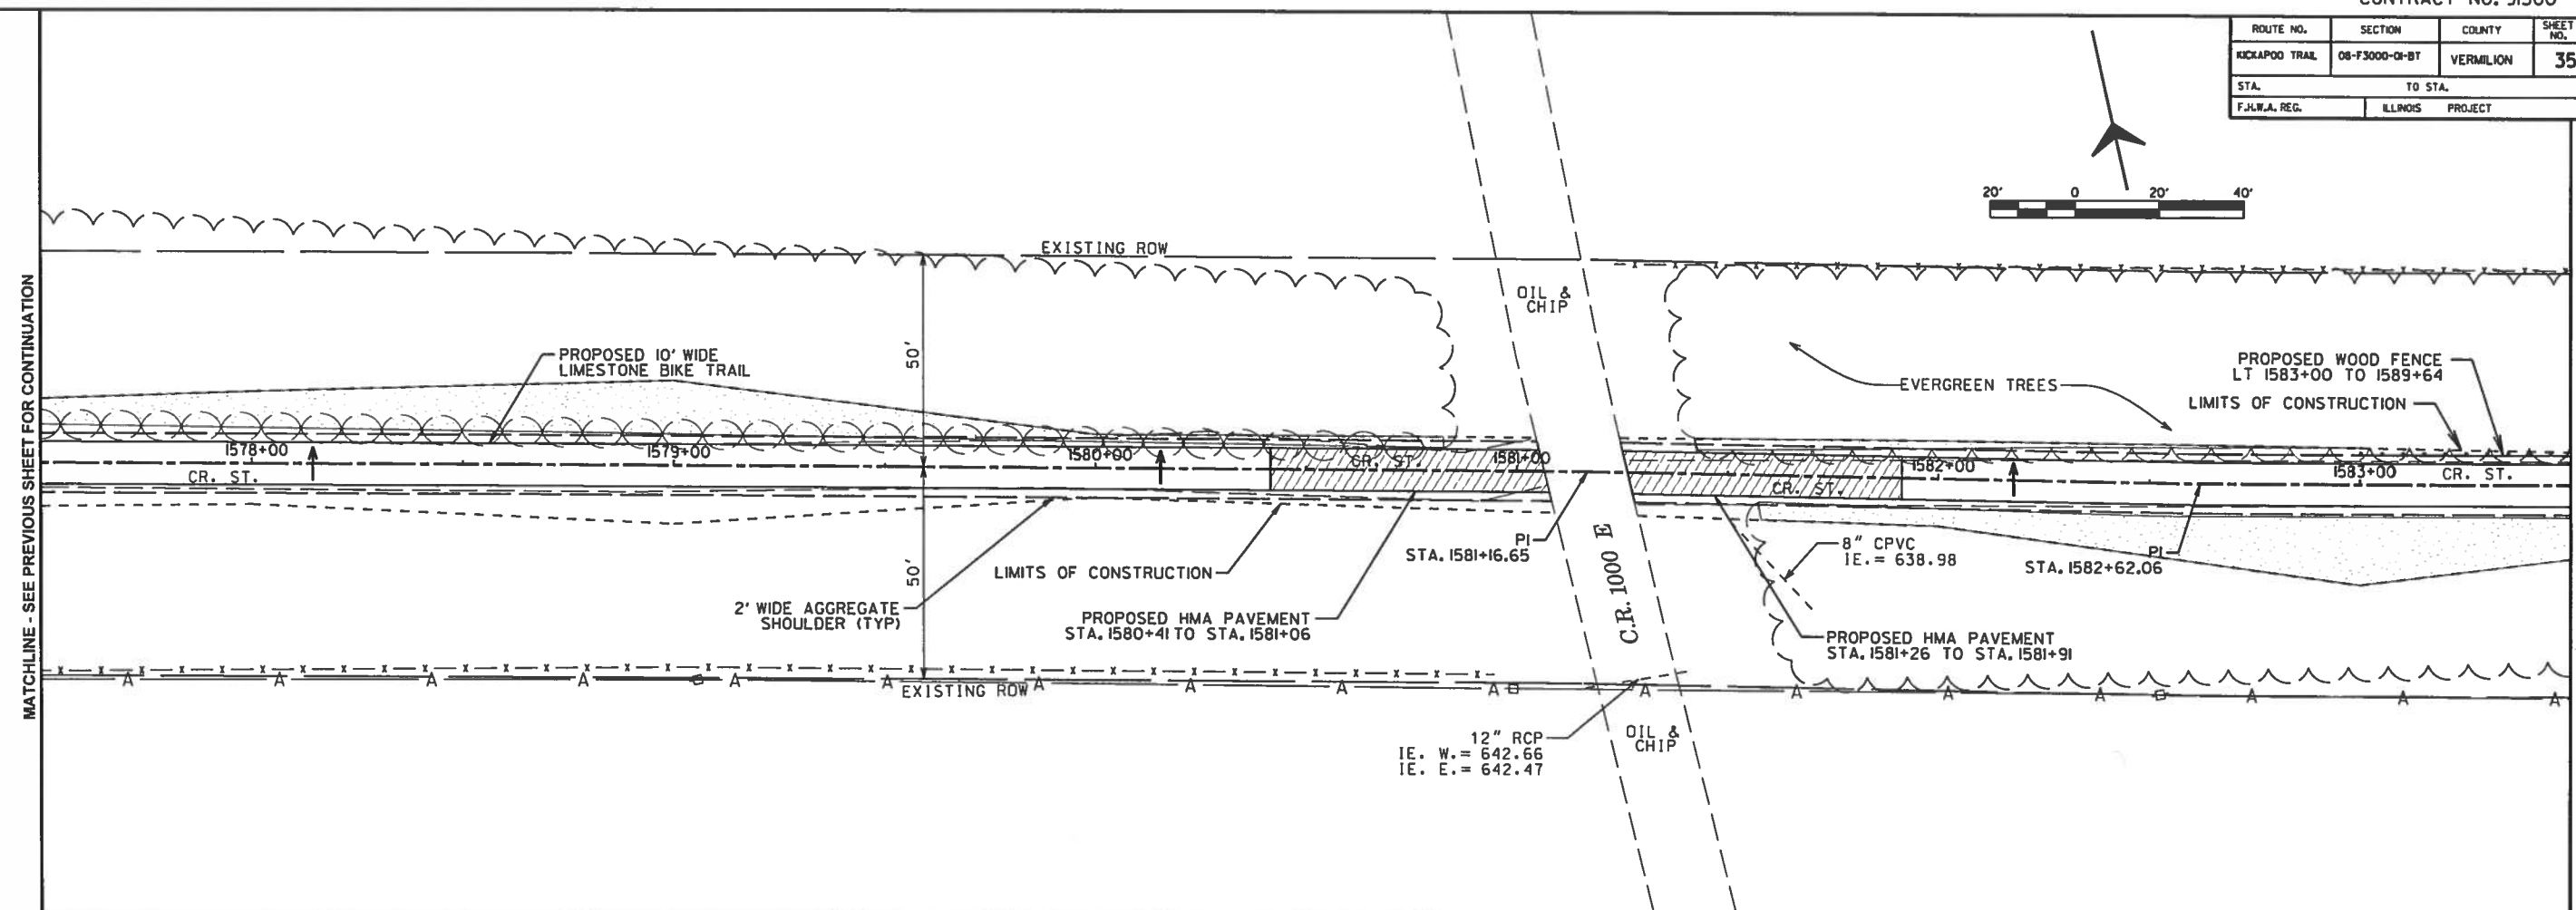 ROUTE NO. SECTION COUNTY SHEET NO.
KICKAPOO TRAIL 08-F3000-01-BT VERMILION 35
STA. TO STA.
F.H.W.A. REG. ILLINOIS PROJECT
20' 0 20' 40'
MATCHLINE - SEE PREVIOUS SHEET FOR CONTINUATION
EXISTING ROW
OIL &
CHIP
50'
PROPOSED 10' WIDE
LIMESTONE BIKE TRAIL
EVERGREEN TREES
PROPOSED WOOD FENCE
LT 1583+00 TO 1589+64
LIMITS OF CONSTRUCTION
1578+00 1579+00 1580+00 1581+00 1582+00 1583+00
CR. ST. CR. ST. CR. ST. CR. ST.
PI
STA. 1581+16.65
8" CPVC
IE. = 638.98
PI
STA. 1582+62.06
50'
LIMITS OF CONSTRUCTION
2' WIDE AGGREGATE
SHOULDER (TYP)
PROPOSED HMA PAVEMENT
STA. 1580+41 TO STA. 1581+06
C.R. 1000 E
PROPOSED HMA PAVEMENT
STA. 1581+26 TO STA. 1581+91
EXISTING ROW
12" RCP
IE. W.= 642.66
IE. E.= 642.47
OIL &
CHIP